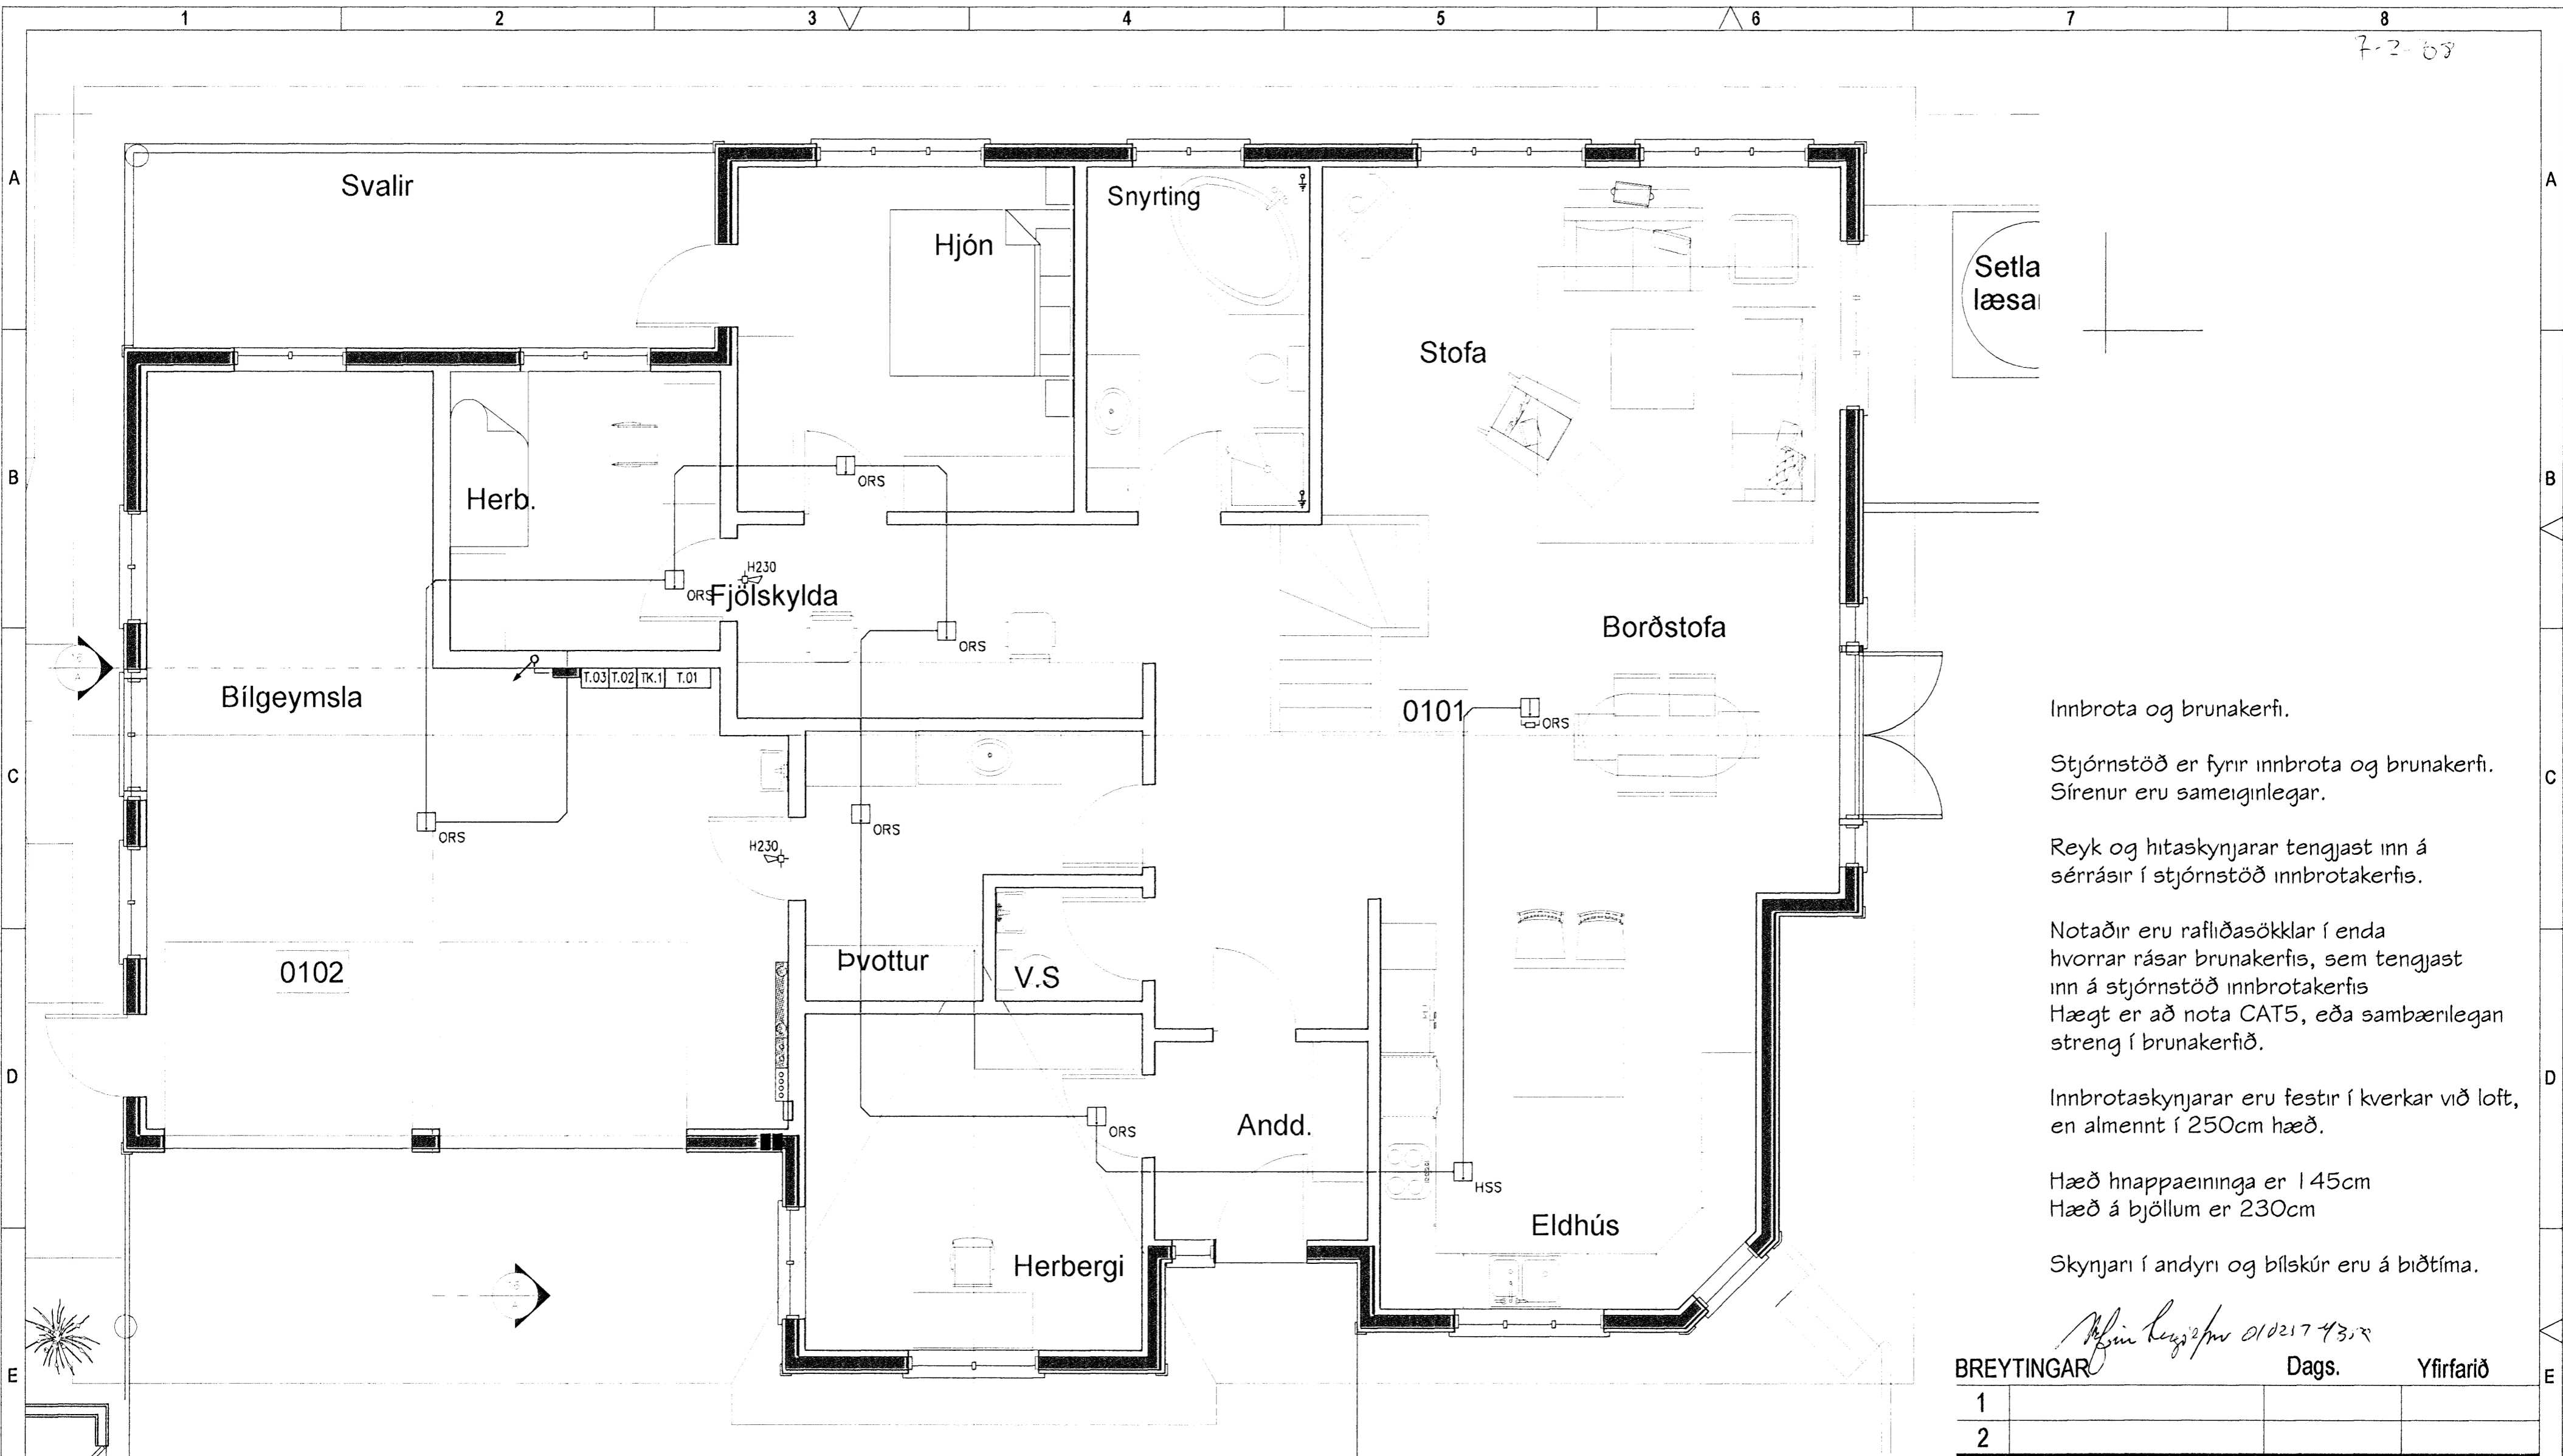 1 2 3 4 5 6 7 8
A
A
B
B
C
C
D
D
E
E
Svalir
Hjón
Snyrting
Stofa
Setla
læsa
Herb.
ORS
H230
ORS
Fjölskylda
ORS
Borðstofa
T.03 T.02 TK.1 T.01
Bílgeymsla
0101
ORS
ORS
ORS
H230
0102
Þvottur
V.S
ORS
Andd.
HSS
Eldhús
Herbergi
Innbrota og brunakerfi.
Stjórnstöð er fyrir innbrota og brunakerfi.
Sírenur eru sameiginlegar.
Reyk og hitaskynjarar tengjast inn á
sérrásir í stjórnstöð innbrotakerfis.
Notaðir eru rafliðasökklar í enda
hvorrar rásar brunakerfis, sem tengjast
inn á stjórnstöð innbrotakerfis
Hægt er að nota CAT5, eða sambærilegan
streng í brunakerfið.
Innbrotaskynjarar eru festir í kverkar við loft,
en almennt í 250cm hæð.
Hæð hnappaeininga er 145cm
Hæð á bjöllum er 230cm
Skynjari í andyri og bílskúr eru á biðtíma.
BREYTINGAR Dags. Yfirfarið
1
2